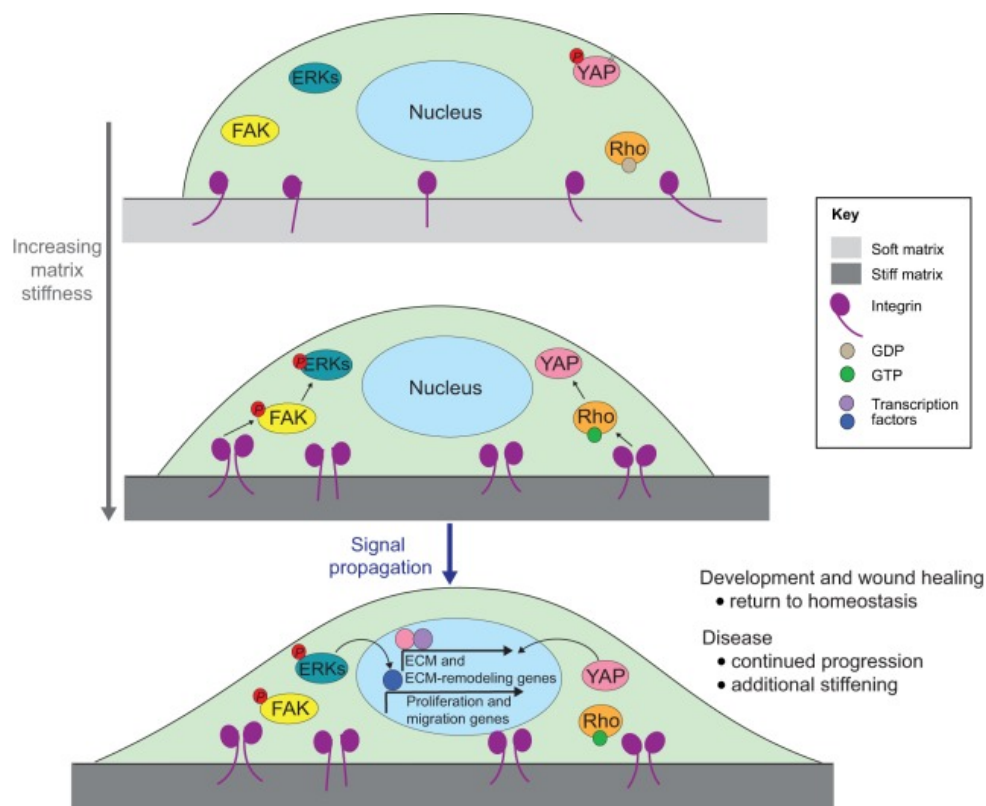 P
YAP
ERKs
Nucleus
FAK
Rho
Increasing
matrix
stiffness
Key
Soft matrix
Stiff matrix
Integrin
GDP
GTP
Transcription
factors
P
ERKs
YAP
Nucleus
P
FAK
Rho
Signal
propagation
Development and wound healing
• return to homeostasis
Disease
• continued progression
• additional stiffening
P
ERKs
ECM and
ECM-remodeling genes
YAP
P
FAK
Proliferation and
migration genes
Rho